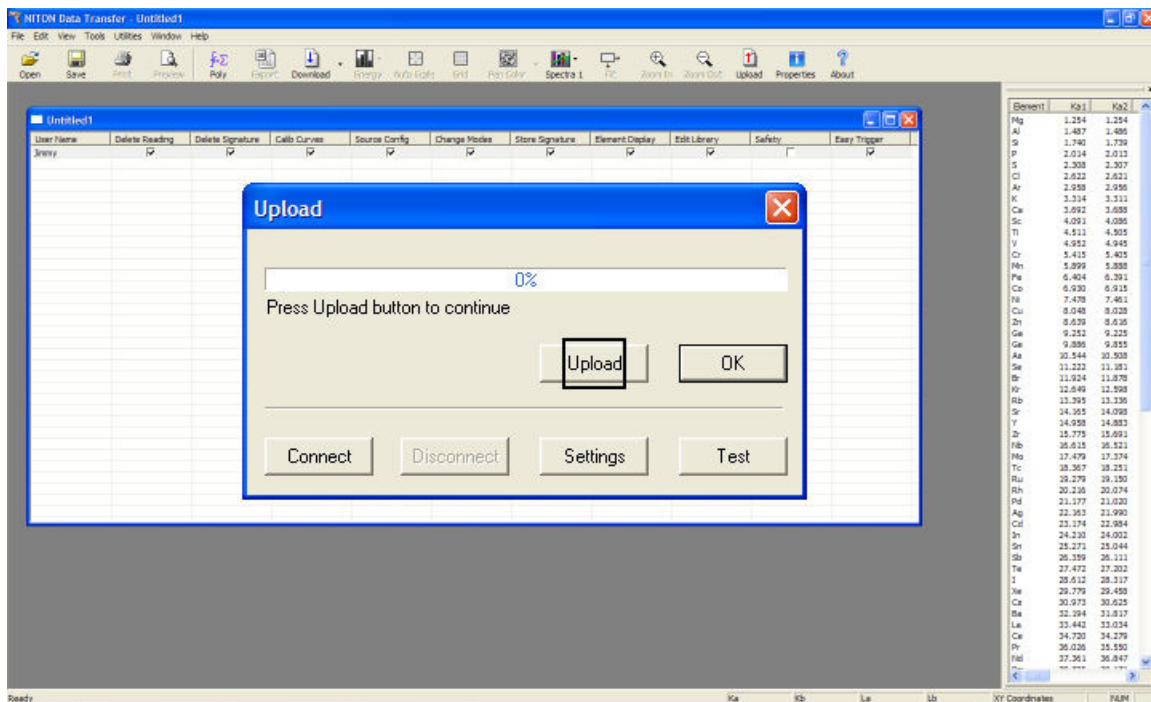 NITON Data Transfer - Untitled1
File Edit View Tools Utilities Window Help
Open Save Print Preview Poly Export Download Energy Auto Scale Grid Pen Color Spectra 1 Fit Zoom In Zoom Out Upload Properties About
Untitled1
User Name Delete Reading Delete Signature Calib Curves Source Config Change Modes Store Signature Element Display Edit Library Safety Easy Trigger
Jimmy
Upload
0%
Press Upload button to continue
Upload OK
Connect Disconnect Settings Test
Element Ka1 Ka2
Mg 1.254 1.254
Al 1.487 1.486
Si 1.740 1.739
P 2.014 2.013
S 2.308 2.307
Cl 2.622 2.621
Ar 2.958 2.956
K 3.314 3.311
Ca 3.692 3.688
Sc 4.091 4.086
Ti 4.511 4.505
V 4.952 4.945
Cr 5.415 5.405
Mn 5.899 5.888
Fe 6.404 6.391
Co 6.930 6.915
Ni 7.478 7.461
Cu 8.048 8.028
Zn 8.639 8.616
Ga 9.252 9.225
Ge 9.886 9.855
As 10.544 10.508
Se 11.222 11.181
Br 11.924 11.878
Kr 12.649 12.598
Rb 13.395 13.336
Sr 14.165 14.098
Y 14.958 14.883
Zr 15.775 15.691
Nb 16.615 16.521
Mo 17.479 17.374
Tc 18.367 18.251
Ru 19.279 19.150
Rh 20.216 20.074
Pd 21.177 21.020
Ag 22.163 21.990
Cd 23.174 22.984
In 24.210 24.002
Sn 25.271 25.044
Sb 26.359 26.111
Te 27.472 27.202
I 28.612 28.317
Xe 29.779 29.458
Cs 30.973 30.625
Ba 32.194 31.817
La 33.442 33.034
Ce 34.720 34.279
Pr 36.026 35.550
Nd 37.361 36.847
Ready Ka Kb La Lb XY Coordinates NUM